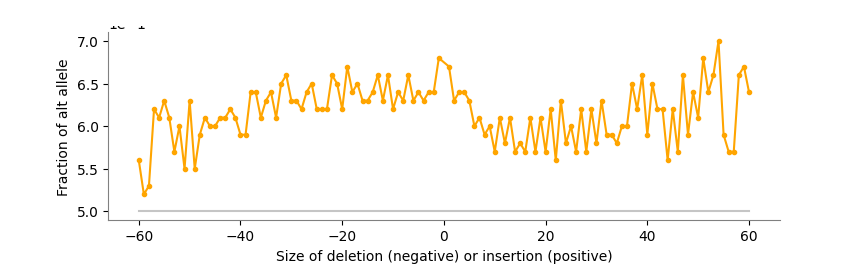 7.0
6.5
6.0
5.5
5.0
Fraction of alt allele
−60 −40 −20 0 20 40 60
Size of deletion (negative) or insertion (positive)